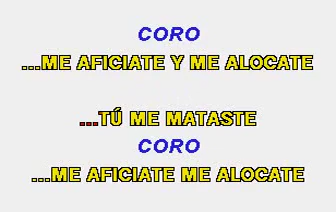 CORO
...ME AFICIATE Y ME ALOCATE
...TÚ ME MATASTE
CORO
...ME AFICIATE ME ALOCATE